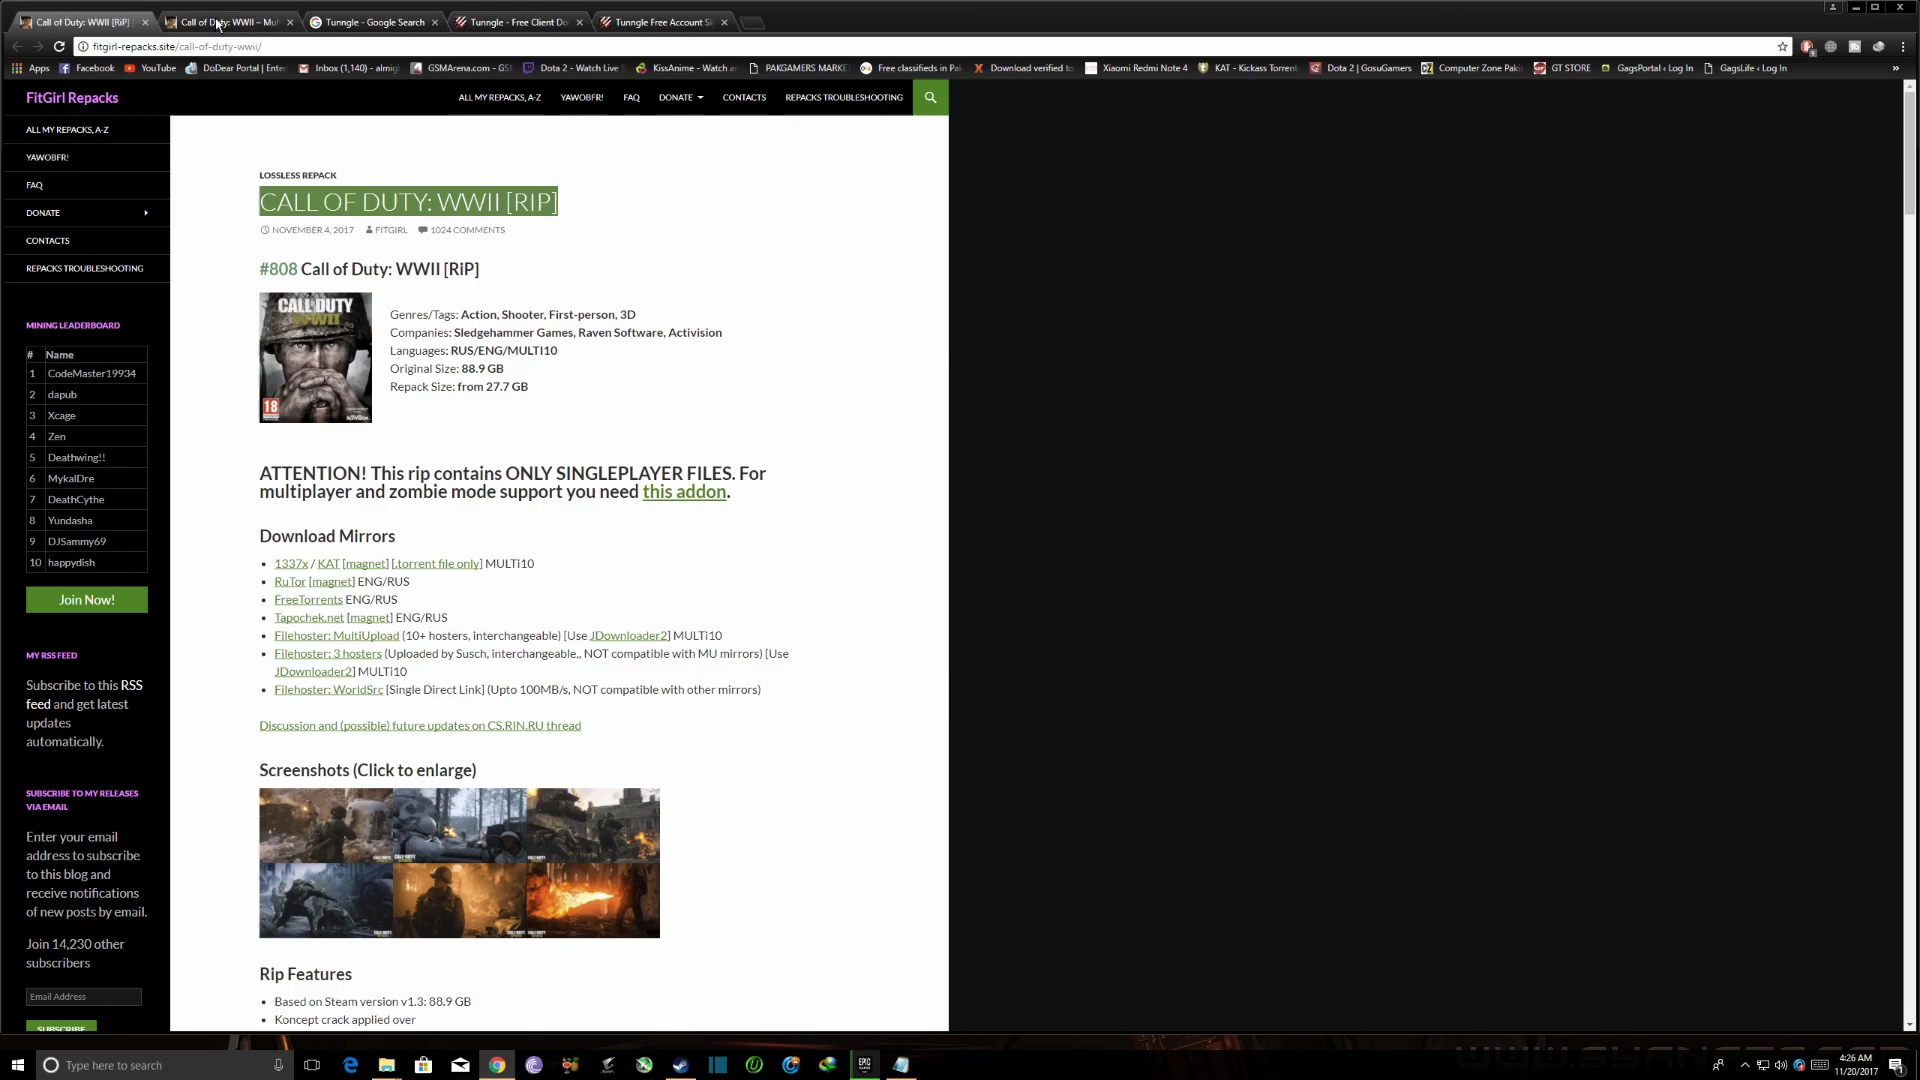 Call of Duty: WWII [RiP]
Call of Duty: WWII – Mul
Tunngle - Google Search
Tunngle - Free Client Do
Tunngle Free Account Si
fitgirl-repacks.site/call-of-duty-wwii/
Apps
Facebook
YouTube
DoDear Portal | Enter
Inbox (1,140) - almig
GSMArena.com - GS
Dota 2 - Watch Live
KissAnime - Watch a
PAKGAMERS MARKE
Free classifieds in Pa
Download verified to
Xiaomi Redmi Note 4
KAT - Kickass Torrent
Dota 2 | GosuGamers
Computer Zone Paki
GT STORE
GagsPortal ‹ Log In
GagsLife ‹ Log In
»
FitGirl Repacks
ALL MY REPACKS, A-Z
YAWOBFR!
FAQ
DONATE
CONTACTS
REPACKS TROUBLESHOOTING
ALL MY REPACKS, A-Z
YAWOBFR!
FAQ
DONATE
CONTACTS
REPACKS TROUBLESHOOTING
MINING LEADERBOARD
# Name
1 CodeMaster19934
2 dapub
3 Xcage
4 Zen
5 Deathwing!!
6 MykalDre
7 DeathCythe
8 Yundasha
9 DJSammy69
10 happydish
Join Now!
MY RSS FEED
Subscribe to this RSS
feed and get latest
updates
automatically.
SUBSCRIBE TO MY RELEASES
VIA EMAIL
Enter your email
address to subscribe
to this blog and
receive notifications
of new posts by email.
Join 14,230 other
subscribers
Email Address
SUBSCRIBE
LOSSLESS REPACK
CALL OF DUTY: WWII [RIP]
NOVEMBER 4, 2017 FITGIRL 1024 COMMENTS
#808 Call of Duty: WWII [RiP]
CALL DUTY
WWII
18
Genres/Tags: Action, Shooter, First-person, 3D
Companies: Sledgehammer Games, Raven Software, Activision
Languages: RUS/ENG/MULTI10
Original Size: 88.9 GB
Repack Size: from 27.7 GB
ATTENTION! This rip contains ONLY SINGLEPLAYER FILES. For
multiplayer and zombie mode support you need this addon.
Download Mirrors
• 1337x / KAT [magnet] [.torrent file only] MULTi10
• RuTor [magnet] ENG/RUS
• FreeTorrents ENG/RUS
• Tapochek.net [magnet] ENG/RUS
• Filehoster: MultiUpload (10+ hosters, interchangeable) [Use JDownloader2] MULTi10
• Filehoster: 3 hosters (Uploaded by Susch, interchangeable,, NOT compatible with MU mirrors) [Use
JDownloader2] MULTi10
• Filehoster: WorldSrc [Single Direct Link] (Upto 100MB/s, NOT compatible with other mirrors)
Discussion and (possible) future updates on CS.RIN.RU thread
Screenshots (Click to enlarge)
Rip Features
• Based on Steam version v1.3: 88.9 GB
• Koncept crack applied over
Type here to search
EPIC
GAMES
4:26 AM
11/20/2017